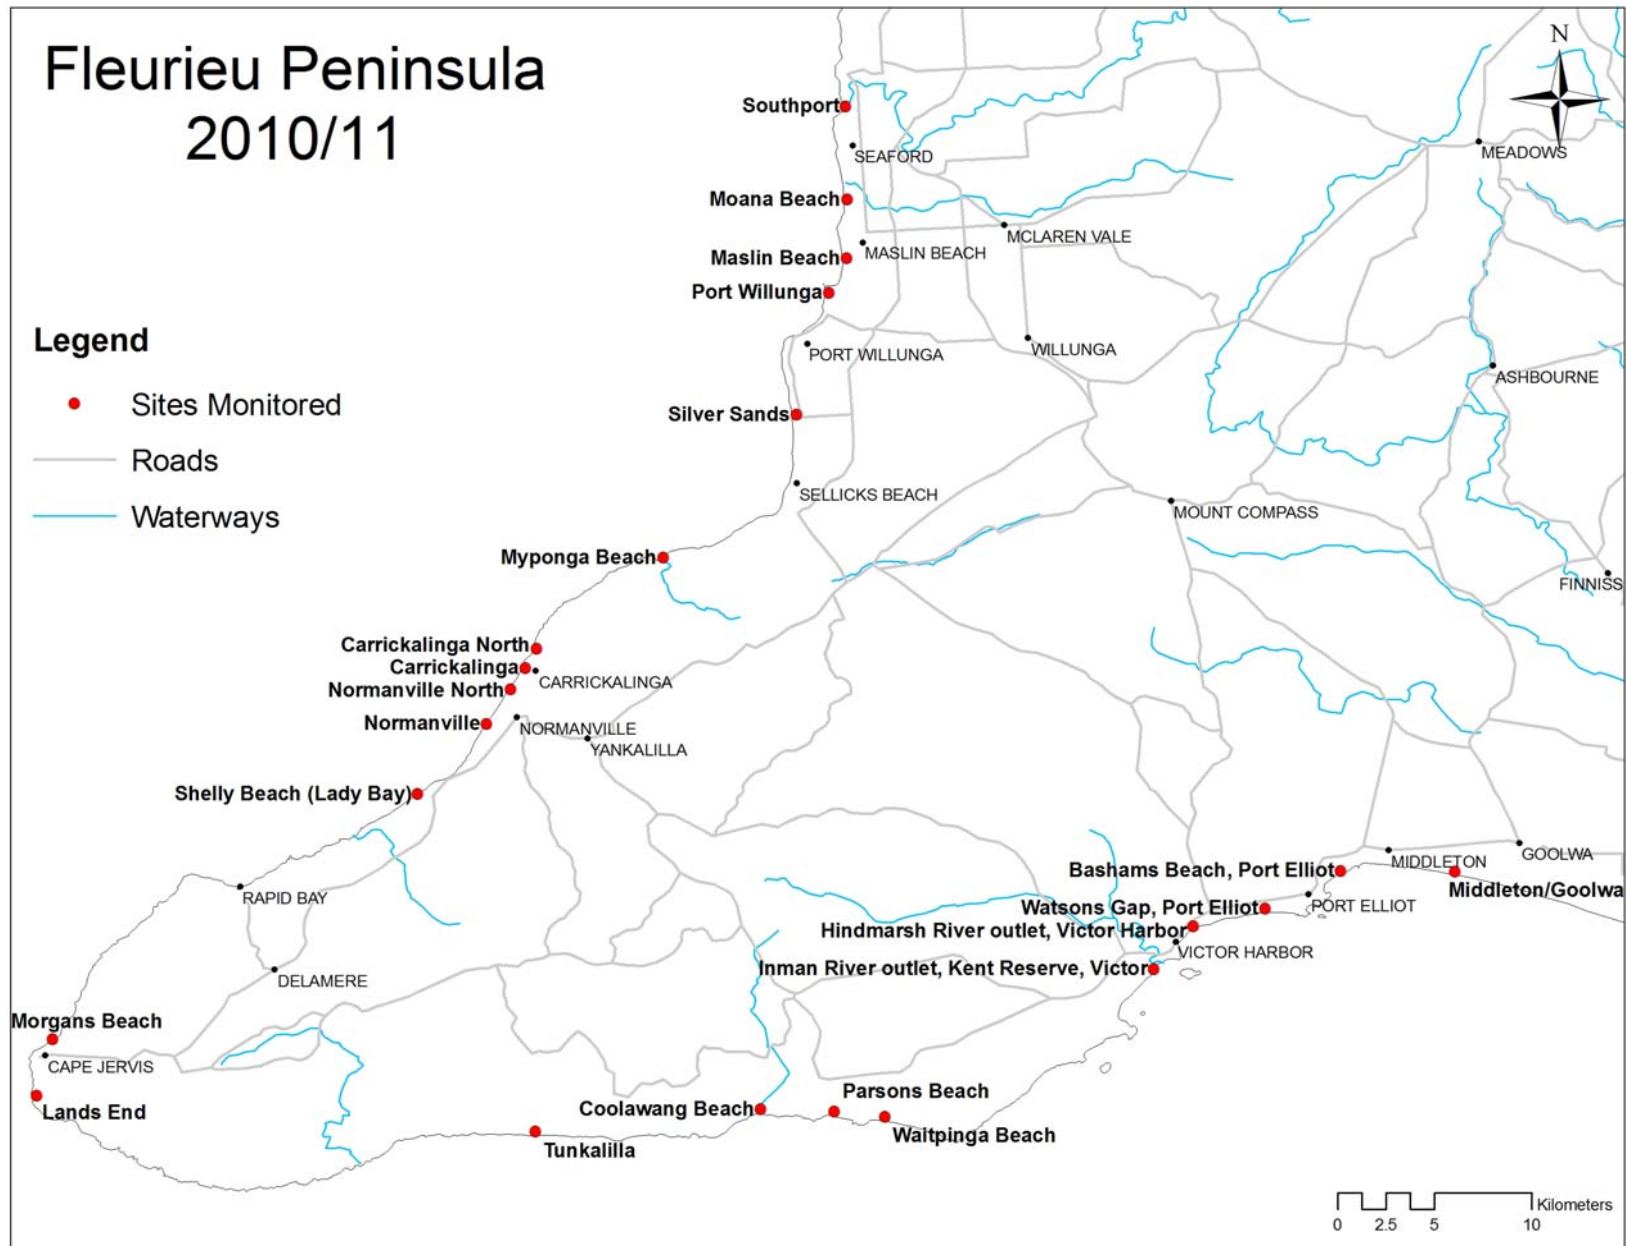 Fleurieu Peninsula
2010/11
N
Southport
SEAFORD
MEADOWS
Moana Beach
MCLAREN VALE
Maslin Beach
MASLIN BEACH
Port Willunga
Legend
PORT WILLUNGA
WILLUNGA
ASHBOURNE
Sites Monitored
Silver Sands
Roads
SELLICKS BEACH
MOUNT COMPASS
Waterways
Myponga Beach
FINNISS
Carrickalinga North
Carrickalinga
CARRICKALINGA
Normanville North
Normanville
NORMANVILLE
YANKALILLA
Shelly Beach (Lady Bay)
MIDDLETON
GOOLWA
Bashams Beach, Port Elliot
Middleton/Goolwa
RAPID BAY
Watsons Gap, Port Elliot
PORT ELLIOT
Hindmarsh River outlet, Victor Harbor
VICTOR HARBOR
Inman River outlet, Kent Reserve, Victor
DELAMERE
Morgans Beach
CAPE JERVIS
Parsons Beach
Lands End
Coolawang Beach
Waitpinga Beach
Tunkalilla
Kilometers
0 2.5 5 10